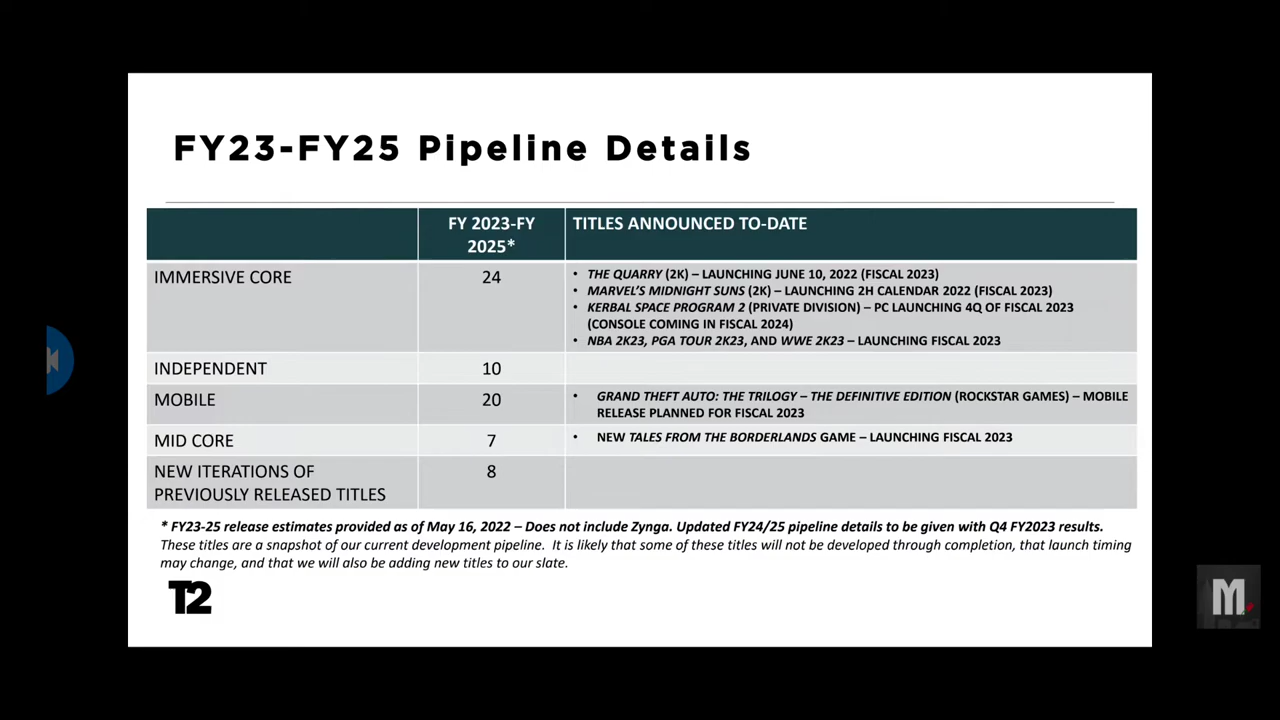 FY23-FY25 Pipeline Details
FY 2023-FY
2025*
TITLES ANNOUNCED TO-DATE
IMMERSIVE CORE
24
• THE QUARRY (2K) – LAUNCHING JUNE 10, 2022 (FISCAL 2023)
• MARVEL'S MIDNIGHT SUNS (2K) – LAUNCHING 2H CALENDAR 2022 (FISCAL 2023)
• KERBAL SPACE PROGRAM 2 (PRIVATE DIVISION) – PC LAUNCHING 4Q OF FISCAL 2023
(CONSOLE COMING IN FISCAL 2024)
• NBA 2K23, PGA TOUR 2K23, AND WWE 2K23 – LAUNCHING FISCAL 2023
INDEPENDENT
10
MOBILE
20
• GRAND THEFT AUTO: THE TRILOGY – THE DEFINITIVE EDITION (ROCKSTAR GAMES) – MOBILE
RELEASE PLANNED FOR FISCAL 2023
MID CORE
7
• NEW TALES FROM THE BORDERLANDS GAME – LAUNCHING FISCAL 2023
NEW ITERATIONS OF
PREVIOUSLY RELEASED TITLES
8
* FY23-25 release estimates provided as of May 16, 2022 – Does not include Zynga. Updated FY24/25 pipeline details to be given with Q4 FY2023 results.
These titles are a snapshot of our current development pipeline. It is likely that some of these titles will not be developed through completion, that launch timing
may change, and that we will also be adding new titles to our slate.
T2
M